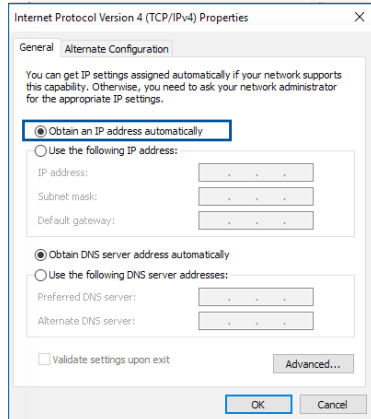 Internet Protocol Version 4 (TCP/IPv4) Properties
General
Alternate Configuration
You can get IP settings assigned automatically if your network supports
this capability. Otherwise, you need to ask your network administrator
for the appropriate IP settings.
Obtain an IP address automatically
Use the following IP address:
IP address:
Subnet mask:
Default gateway:
Obtain DNS server address automatically
Use the following DNS server addresses:
Preferred DNS server:
Alternate DNS server:
Validate settings upon exit
Advanced...
OK
Cancel